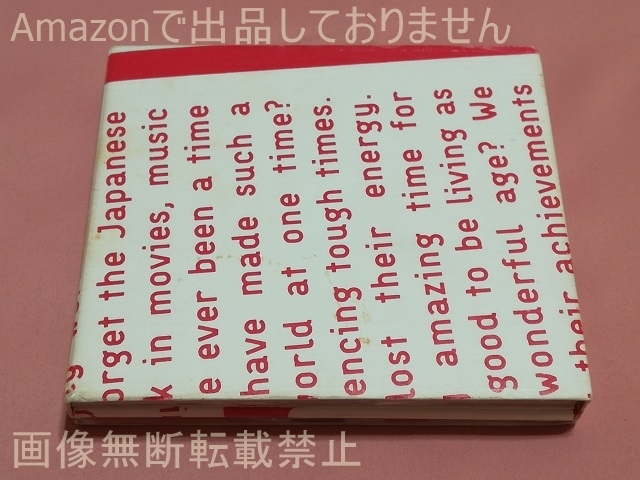 Amazonで出品しておりません
orget the Japanese
k in movies, music
e ever been a time
have made such a
orld at one time?
encing tough times.
lost their energy.
amazing time for
good to be living as
wonderful age? We
their achievements
画像無断転載禁止